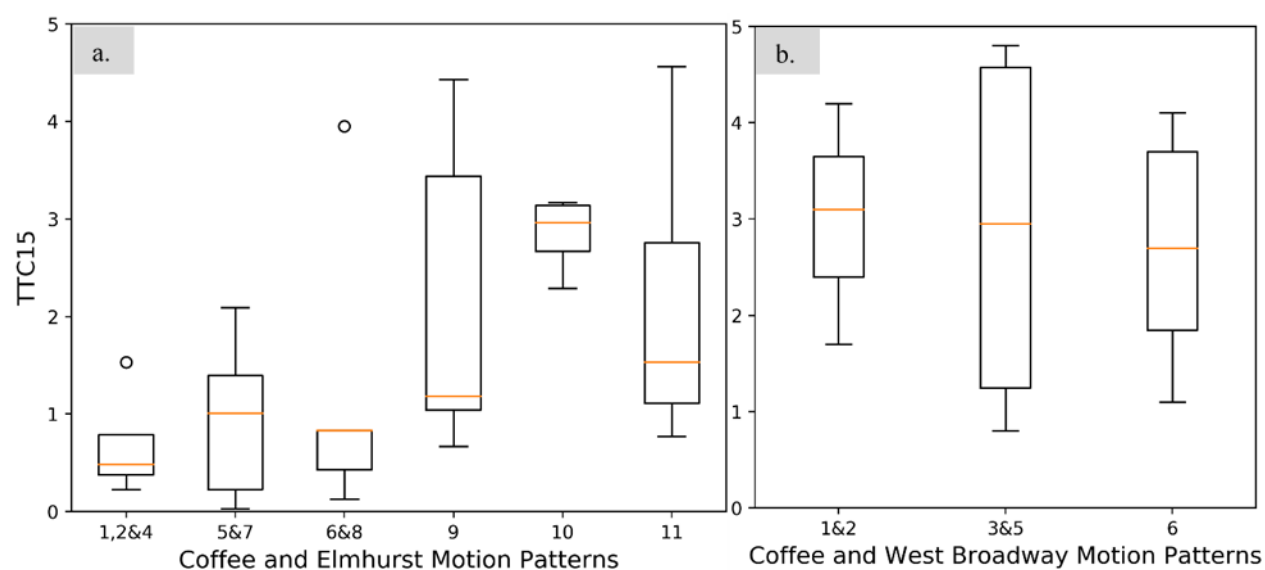 a.
5
4
3
2
1
0
TTC15
1,2&4 5&7 6&8 9 10 11
Coffee and Elmhurst Motion Patterns
b.
5
4
3
2
1
0
1&2 3&5 6
Coffee and West Broadway Motion Patterns